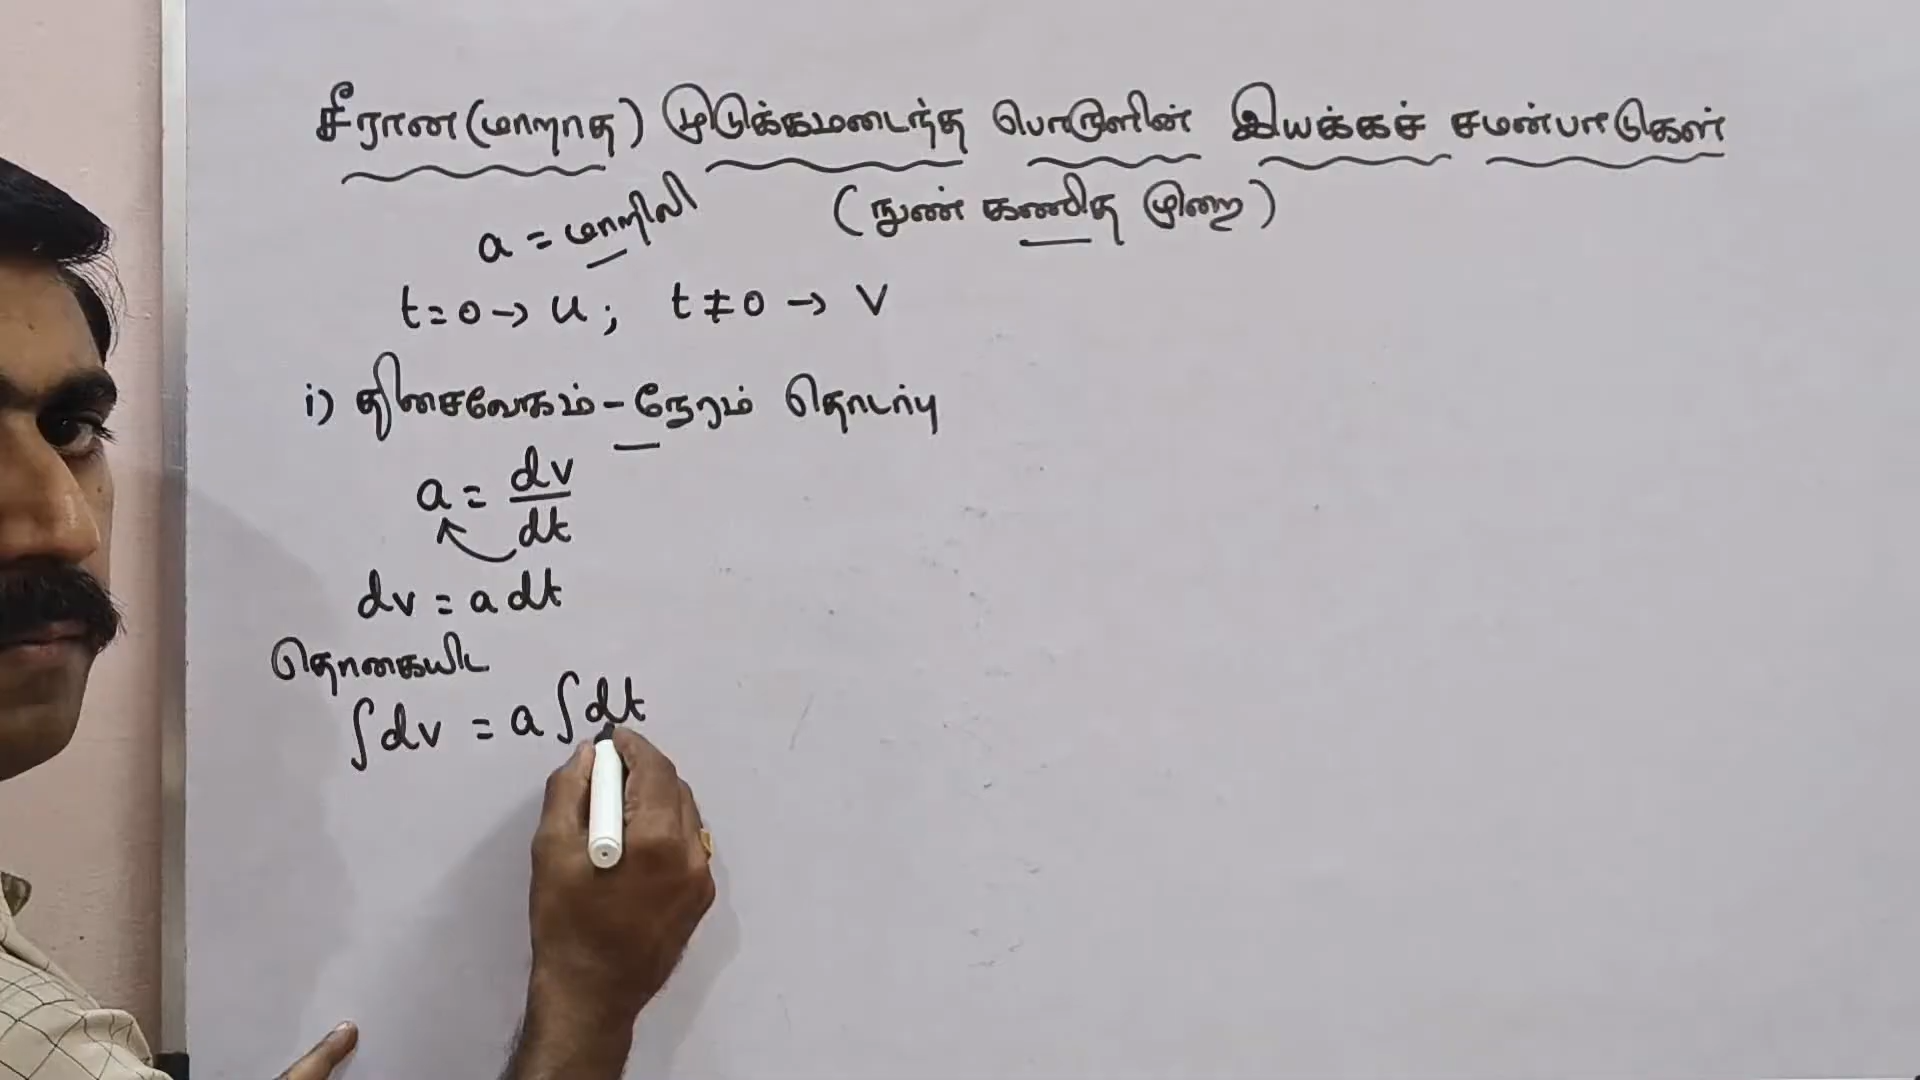 சீரான (மாறாத) முடுக்கமடைந்த பொருளின் இயக்கச் சமன்பாடுகள்
(நுண் கணித முறை)
a = மாறிலி
t = 0 → u ; t ≠ 0 → v
i) திசைவேகம் - நேரம் தொடர்பு
a = dv/dt
dv = a dt
தொகையிட
∫dv = a∫dt